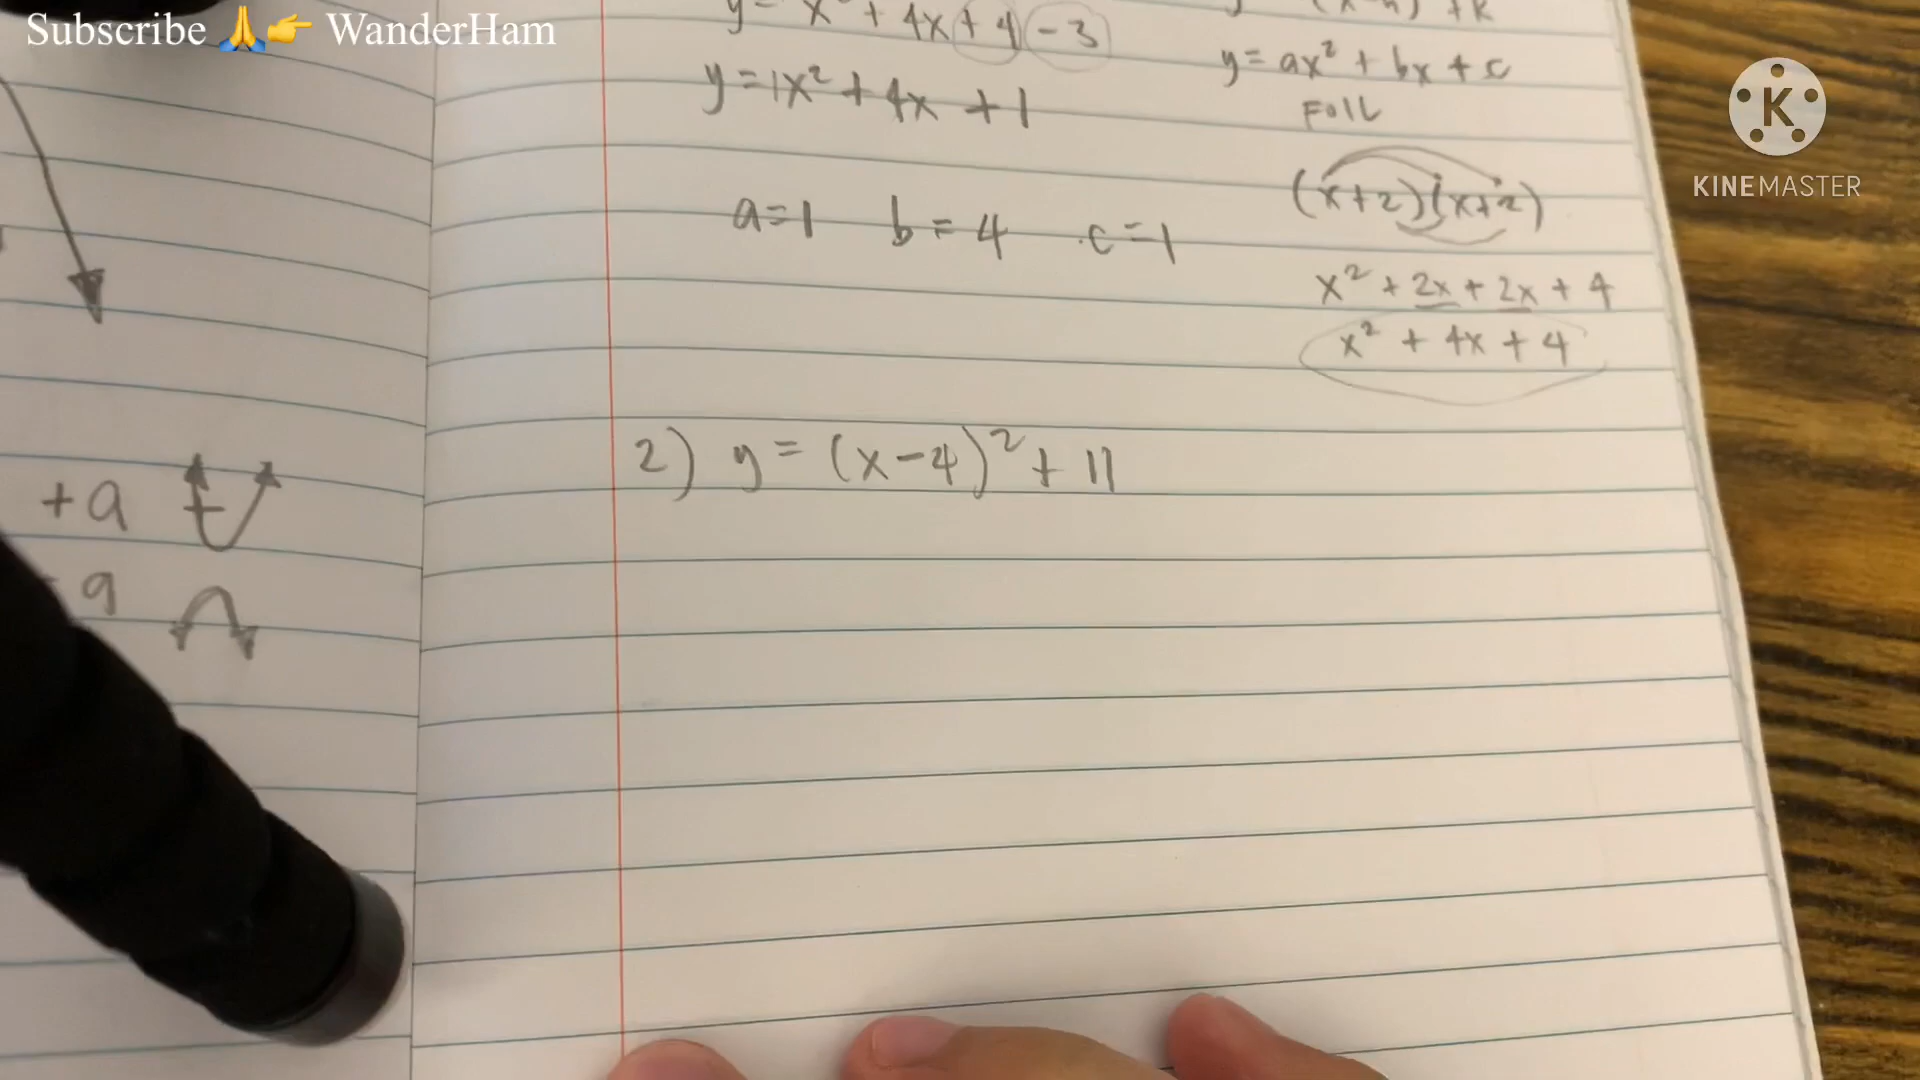 Subscribe 🙏👉 WanderHam
+ 4x + 4 - 3
y = 1x² + 4x + 1
a = 1 b = 4 c = 1
+ k
y = ax² + bx + c
FOIL
(x+2)(x+2)
x² + 2x + 2x + 4
x² + 4x + 4
2) y = (x-4)² + 11
+a
a
K
KINEMASTER